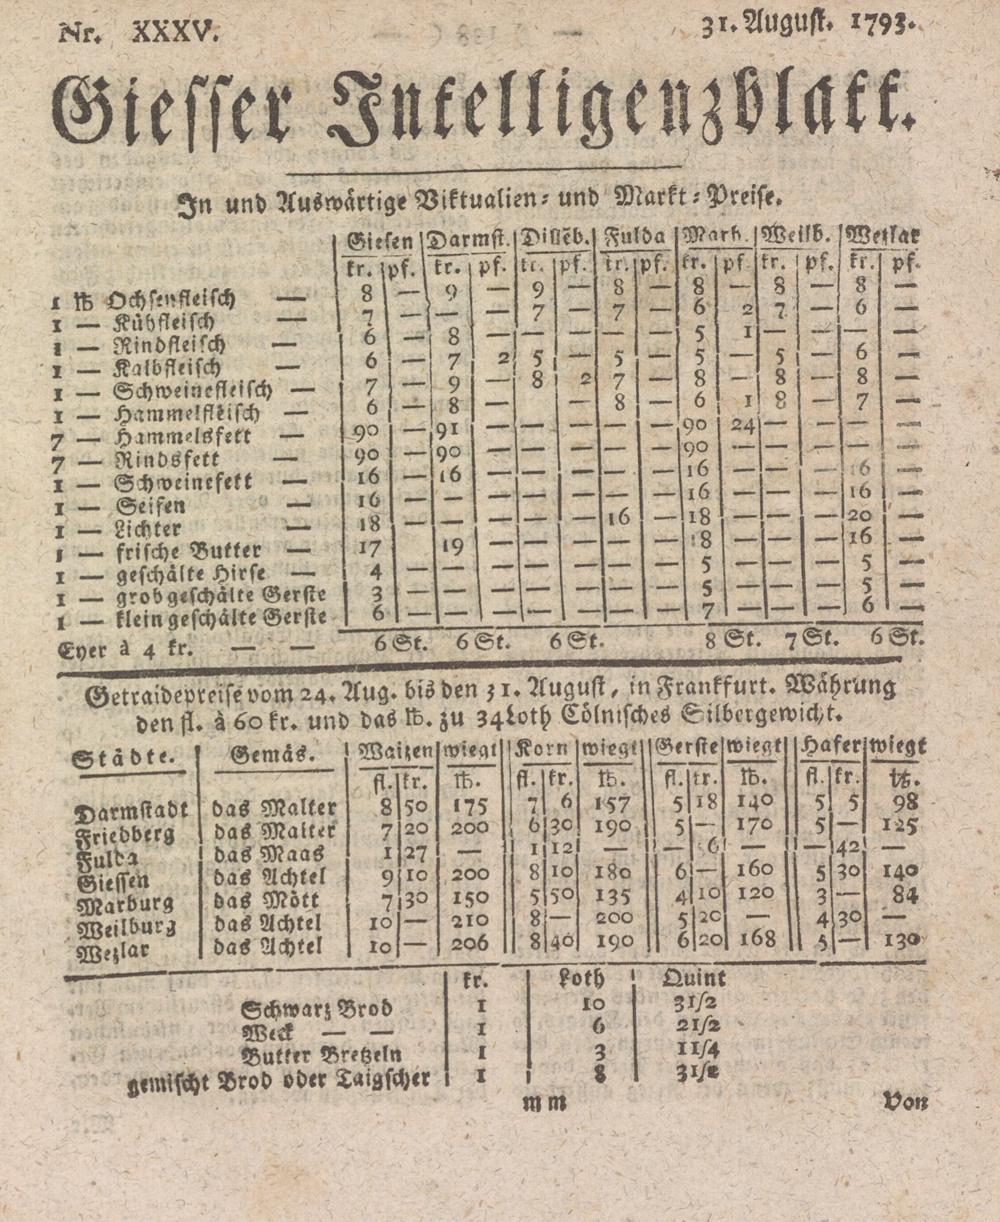 Nr. XXXV. 31. August. 1793.
Giesser Intelligenzblatt.
In und Auswärtige Viktualien- und Markt-Preise.
Giesen Darmst. Dilleb. Fulda Marb. Weilb. Wetzlar
kr. pf. kr. pf. kr. pf. kr. pf. kr. pf. kr. pf. kr. pf.
1 ℔ Ochsenfleisch — 8 — 9 — 9 — 8 — 8 — 8 — 8 —
1 — Kühfleisch — 7 — — — 7 — 7 — 6 2 7 — 6 —
1 — Rindfleisch — 6 — 8 — — — — — 5 1 — — — —
1 — Kalbfleisch — 6 — 7 2 5 — 5 — 5 — 5 — 6 —
1 — Schweinefleisch — 7 — 9 — 8 2 7 — 8 — 8 — 8 —
1 — Hammelfleisch — 6 — 8 — — — 8 — 6 1 8 — 7 —
7 — Hammelsfett — 90 — 91 — — — — — 90 24 — — — —
7 — Rindsfett — 90 — 90 — — — — — 90 — — — — —
1 — Schweinefett — 16 — 16 — — — — — 16 — — — 16 —
1 — Seifen — 16 — — — — — — — 16 — — — 16 —
1 — Lichter — 18 — — — — — 16 — 18 — — — 20 —
1 — frische Butter — 17 19 — — — — — 8 — — — 16 —
1 — geschälte Hirse — 4 — — — — — — — 5 — — — 5 —
1 — grob geschälte Gerste 3 — — — — — — — 5 — — — 5 —
1 — klein geschälte Gerste 6 — — — — — — — 7 — — — 6 —
Eyer à 4 kr. — — 6 St. 6 St. 6 St. 8 St. 7 St. 6 St.
Getraidepreise vom 24. Aug. bis den 31. August, in Frankfurt. Währung
den fl. à 60 kr. und das ℔. zu 34 Loth Cölnisches Silbergewicht.
Städte. Gemäs. Waitzen wiegt Korn wiegt Gerste wiegt Hafer wiegt
fl. kr. ℔. fl. kr. ℔. fl. kr. ℔. fl. kr. ℔.
Darmstadt das Malter 8 50 175 7 6 157 5 18 140 5 5 98
Friedberg das Malter 7 20 200 6 30 190 5 — 170 5 — 125
Fulda das Maas 1 27 — 1 12 — — 6 — — 42 —
Giessen das Achtel 9 10 200 8 10 180 6 — 160 5 30 140
Marburg das Mött 7 30 150 5 50 135 4 10 120 3 — 84
Weilburg das Achtel 10 — 210 8 — 200 5 20 — 4 30 —
Wetzlar das Achtel 10 — 206 8 40 190 6 20 168 5 — 130
kr. Loth Quint
Schwarz Brod 1 10 3 1/2
Weck — — 1 6 2 1/2
Butter Bretzeln 1 3 1 1/4
gemischt Brod oder Taigscher 1 8 3 1/2
m m Von